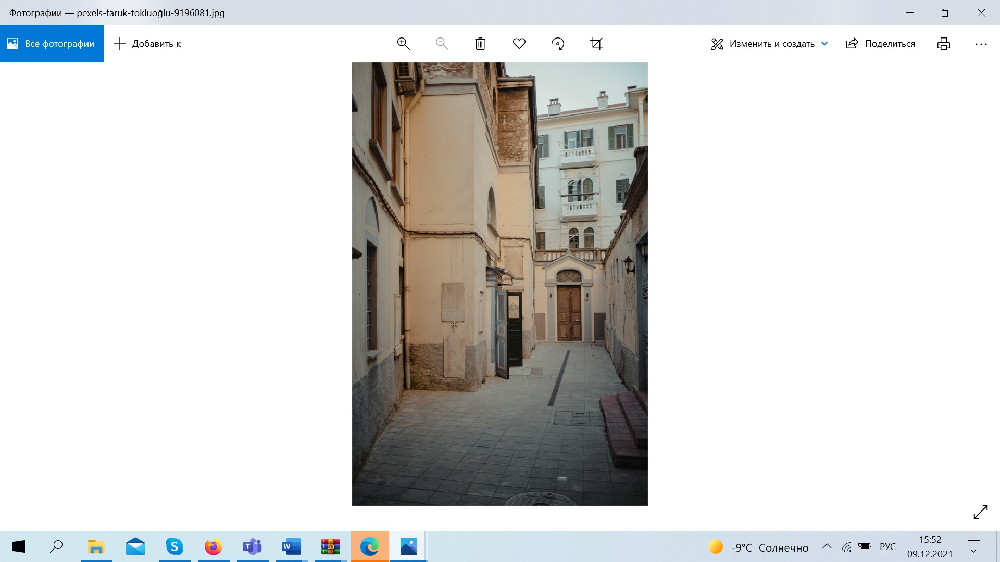 Фотографии — pexels-faruk-tokluoğlu-9196081.jpg
Все фотографии
Добавить к
Изменить и создать
Поделиться
-9°C Солнечно
РУС
15:52
09.12.2021